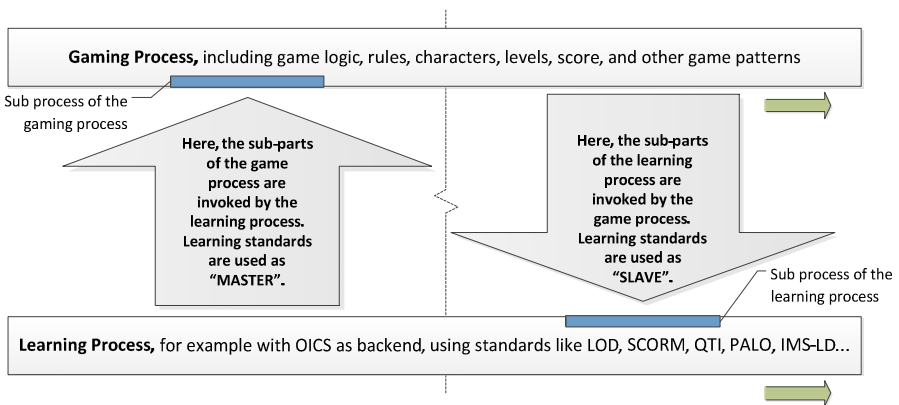 Gaming Process, including game logic, rules, characters, levels, score, and other game patterns
Sub process of the
gaming process
Here, the sub-parts
of the game
process are
invoked by the
learning process.
Learning standards
are used as
“MASTER”.
Here, the sub-parts
of the learning
process are
invoked by the
game process.
Learning standards
are used as
“SLAVE”.
Sub process of the
learning process
Learning Process, for example with OICS as backend, using standards like LOD, SCORM, QTI, PALO, IMS-LD...